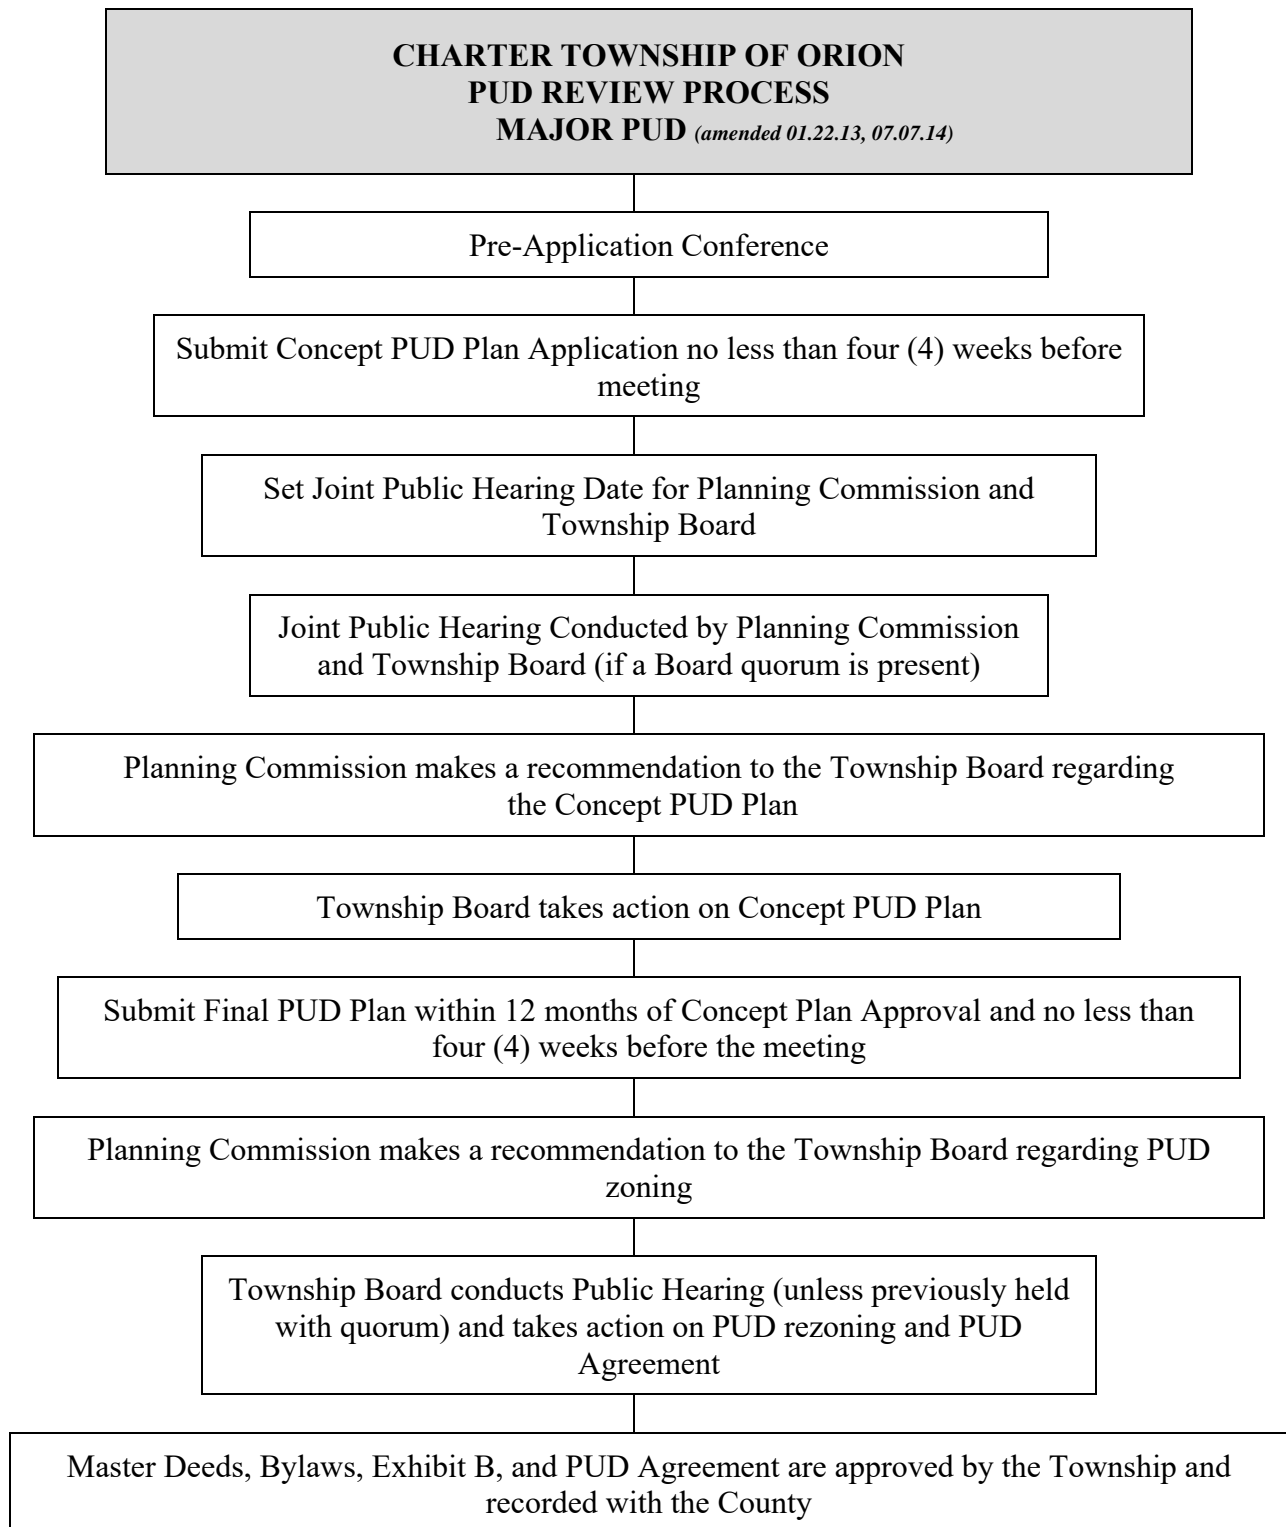 CHARTER TOWNSHIP OF ORION
PUD REVIEW PROCESS
MAJOR PUD (amended 01.22.13, 07.07.14)
Pre-Application Conference
Submit Concept PUD Plan Application no less than four (4) weeks before
meeting
Set Joint Public Hearing Date for Planning Commission and
Township Board
Joint Public Hearing Conducted by Planning Commission
and Township Board (if a Board quorum is present)
Planning Commission makes a recommendation to the Township Board regarding
the Concept PUD Plan
Township Board takes action on Concept PUD Plan
Submit Final PUD Plan within 12 months of Concept Plan Approval and no less than
four (4) weeks before the meeting
Planning Commission makes a recommendation to the Township Board regarding PUD
zoning
Township Board conducts Public Hearing (unless previously held
with quorum) and takes action on PUD rezoning and PUD
Agreement
Master Deeds, Bylaws, Exhibit B, and PUD Agreement are approved by the Township and
recorded with the County